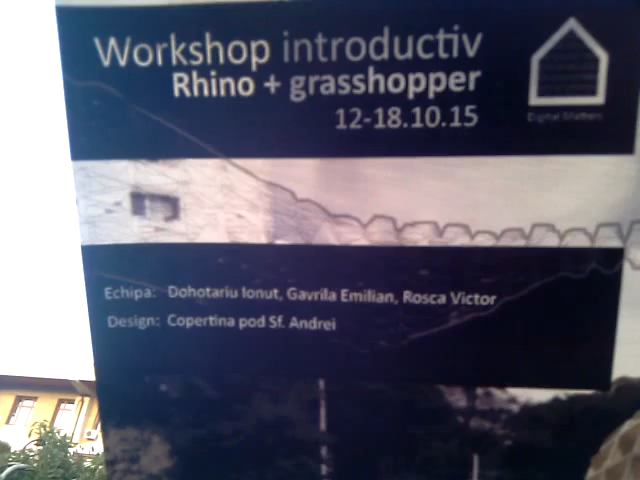 Workshop introductiv
Rhino + grasshopper
12-18.10.15
Digital Matters
Echipa: Dohotariu Ionut, Gavrila Emilian, Rosca Victor
Design: Copertina pod Sf. Andrei